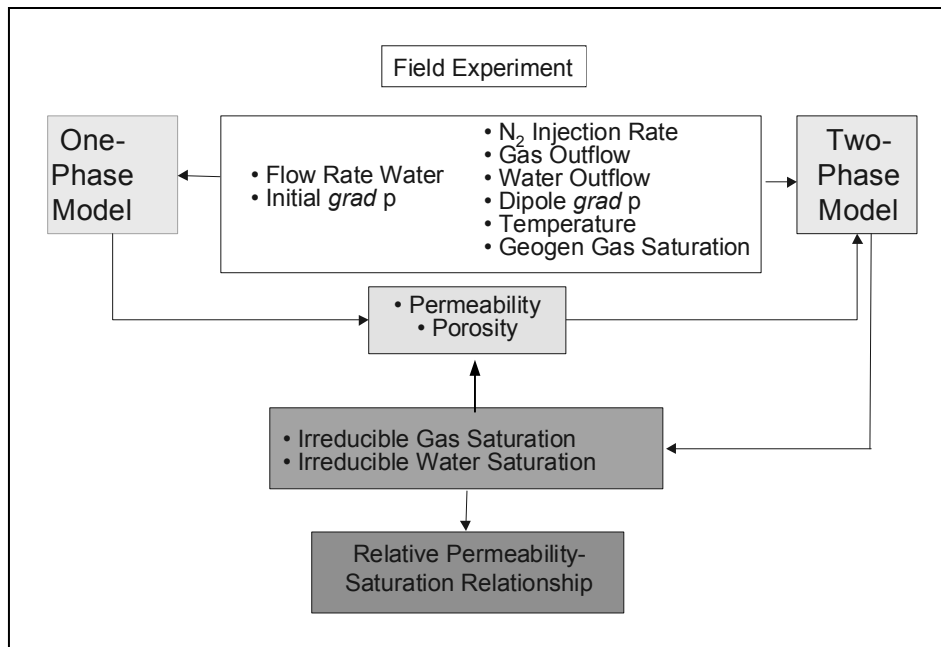 Field Experiment
One-
Phase
Model
• Flow Rate Water
• Initial grad p
• N₂ Injection Rate
• Gas Outflow
• Water Outflow
• Dipole grad p
• Temperature
• Geogen Gas Saturation
Two-
Phase
Model
• Permeability
• Porosity
• Irreducible Gas Saturation
• Irreducible Water Saturation
Relative Permeability-
Saturation Relationship